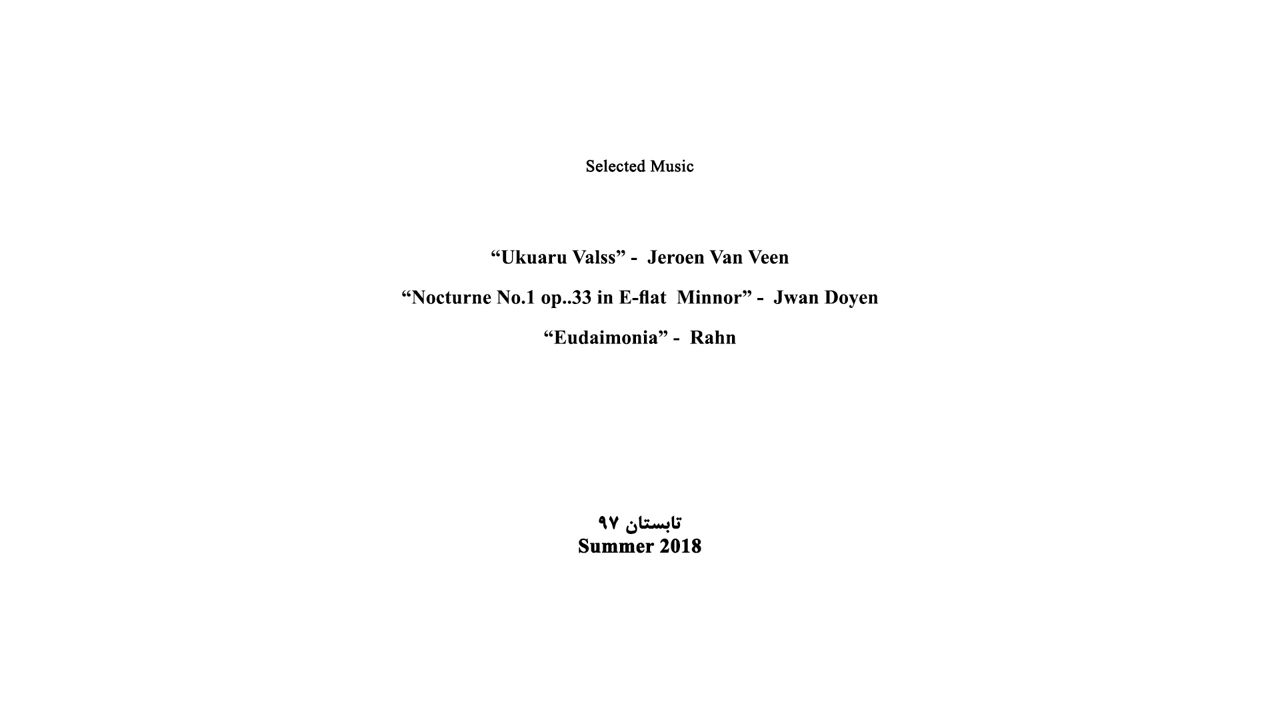 Selected Music
“Ukuaru Valss” -  Jeroen Van Veen
“Nocturne No.1 op..33 in E-flat  Minnor” -  Jwan Doyen
“Eudaimonia” -  Rahn
تابستان ۹۷
Summer 2018